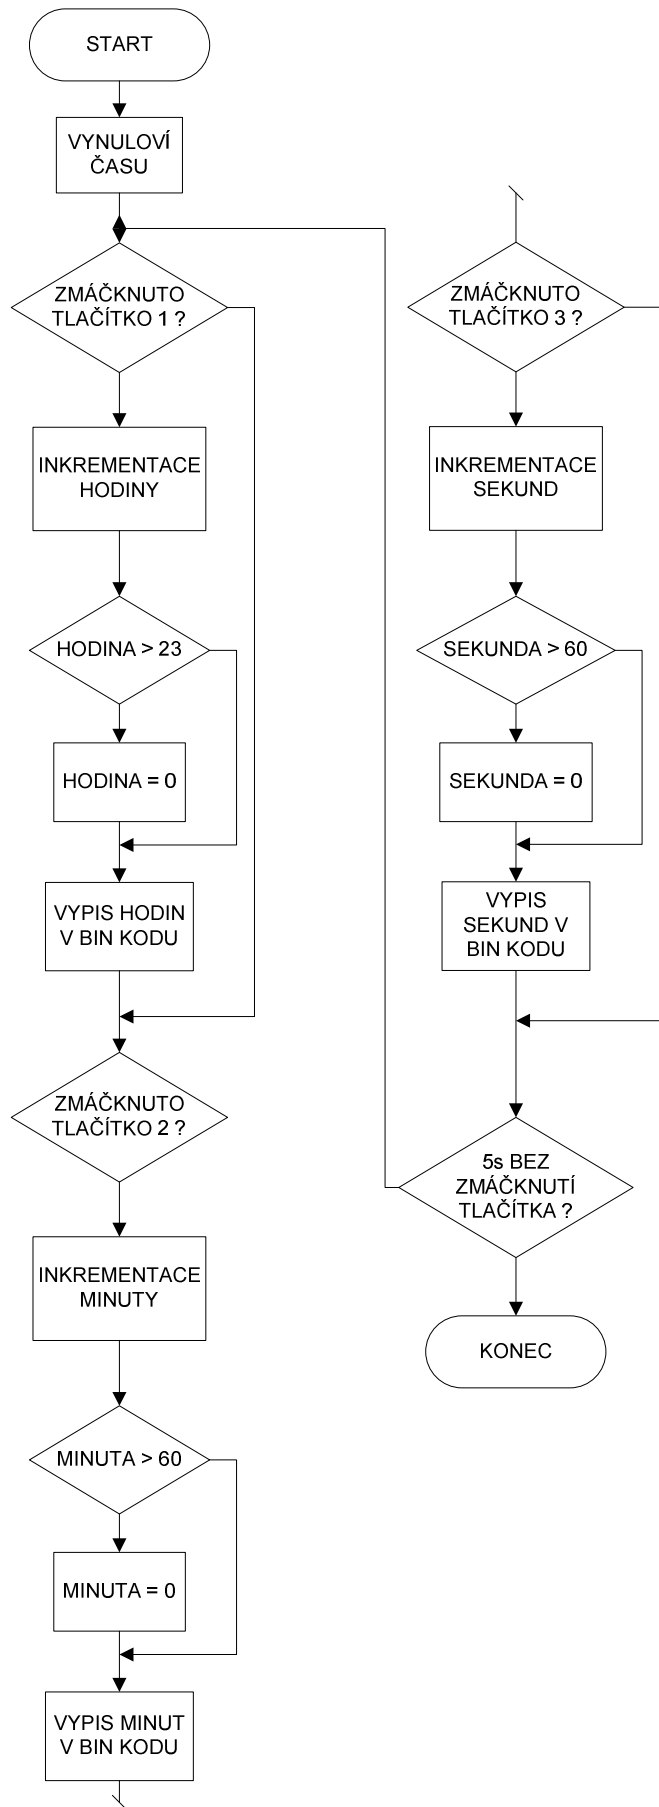 START
VYNULOVÍ
ČASU
ZMÁČKNUTO
TLAČÍTKO 1 ?
INKREMENTACE
HODINY
HODINA > 23
HODINA = 0
VYPIS HODIN
V BIN KODU
ZMÁČKNUTO
TLAČÍTKO 2 ?
INKREMENTACE
MINUTY
MINUTA > 60
MINUTA = 0
VYPIS MINUT
V BIN KODU
ZMÁČKNUTO
TLAČÍTKO 3 ?
INKREMENTACE
SEKUND
SEKUNDA > 60
SEKUNDA = 0
VYPIS
SEKUND V
BIN KODU
5s BEZ
ZMÁČKNUTÍ
TLAČÍTKA ?
KONEC